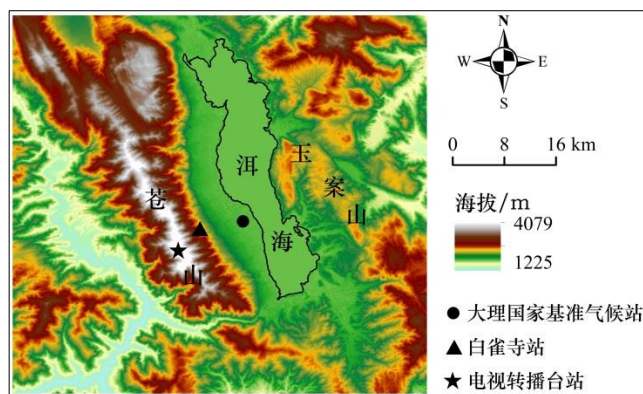 N
W E
S
0 8 16 km
海拔/m
4079
1225
大理国家基准气候站
白雀寺站
电视转播台站
苍
山
洱
海
玉
案
山